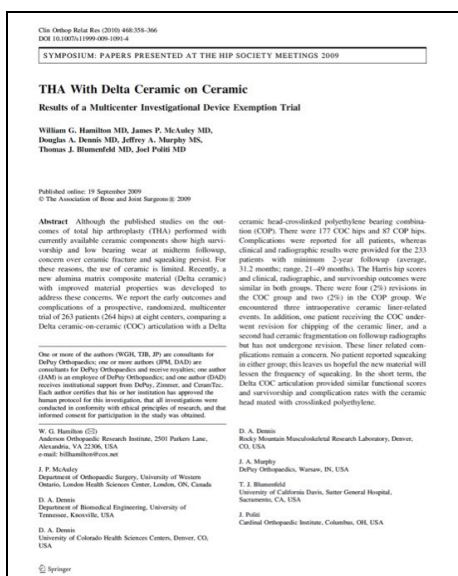 Clin Orthop Relat Res (2010) 468:358–366
DOI 10.1007/s11999-009-1091-4
SYMPOSIUM: PAPERS PRESENTED AT THE HIP SOCIETY MEETINGS 2009
THA With Delta Ceramic on Ceramic
Results of a Multicenter Investigational Device Exemption Trial
William G. Hamilton MD, James P. McAuley MD,
Douglas A. Dennis MD, Jeffrey A. Murphy MS,
Thomas J. Blumenfeld MD, Joel Politi MD
Published online: 19 September 2009
© The Association of Bone and Joint Surgeons® 2009
Abstract Although the published studies on the out-
comes of total hip arthroplasty (THA) performed with
currently available ceramic components show high survi-
vorship and low bearing wear at midterm followup,
concern over ceramic fracture and squeaking persist. For
these reasons, the use of ceramic is limited. Recently, a
new alumina matrix composite material (Delta ceramic)
with improved material properties was developed to
address these concerns. We report the early outcomes and
complications of a prospective, randomized, multicenter
trial of 263 patients (264 hips) at eight centers, comparing a
Delta ceramic-on-ceramic (COC) articulation with a Delta
One or more of the authors (WGH, TJB, JP) are consultants for
DePuy Orthopaedics; one or more authors (JPM, DAD) are
consultants for DePuy Orthopaedics and receive royalties; one author
(JAM) is an employee of DePuy Orthopaedics; and one author (DAD)
receives institutional support from DePuy, Zimmer, and CeramTec.
Each author certifies that his or her institution has approved the
human protocol for this investigation, that all investigations were
conducted in conformity with ethical principles of research, and that
informed consent for participation in the study was obtained.
W. G. Hamilton (✉)
Anderson Orthopaedic Research Institute, 2501 Parkers Lane,
Alexandria, VA 22306, USA
e-mail: billhamilton@cox.net
J. P. McAuley
Department of Orthopaedic Surgery, University of Western
Ontario, London Health Sciences Center, London, ON, Canada
D. A. Dennis
Department of Biomedical Engineering, University of
Tennessee, Knoxville, USA
D. A. Dennis
University of Colorado Health Sciences Centers, Denver, CO,
USA
ceramic head-crosslinked polyethylene bearing combina-
tion (COP). There were 177 COC hips and 87 COP hips.
Complications were reported for all patients, whereas
clinical and radiographic results were provided for the 233
patients with minimum 2-year followup (average,
31.2 months; range, 21–49 months). The Harris hip scores
and clinical, radiographic, and survivorship outcomes were
similar in both groups. There were four (2%) revisions in
the COC group and two (2%) in the COP group. We
encountered three intraoperative ceramic liner-related
events. In addition, one patient receiving the COC under-
went revision for chipping of the ceramic liner, and a
second had ceramic fragmentation on followup radiographs
but has not undergone revision. These liner related com-
plications remain a concern. No patient reported squeaking
in either group; this leaves us hopeful the new material will
lessen the frequency of squeaking. In the short term, the
Delta COC articulation provided similar functional scores
and survivorship and complication rates with the ceramic
head mated with crosslinked polyethylene.
D. A. Dennis
Rocky Mountain Musculoskeletal Research Laboratory, Denver,
CO, USA
J. A. Murphy
DePuy Orthopaedics, Warsaw, IN, USA
T. J. Blumenfeld
University of California Davis, Sutter General Hospital,
Sacramento, CA, USA
J. Politi
Cardinal Orthopaedic Institute, Columbus, OH, USA
Springer